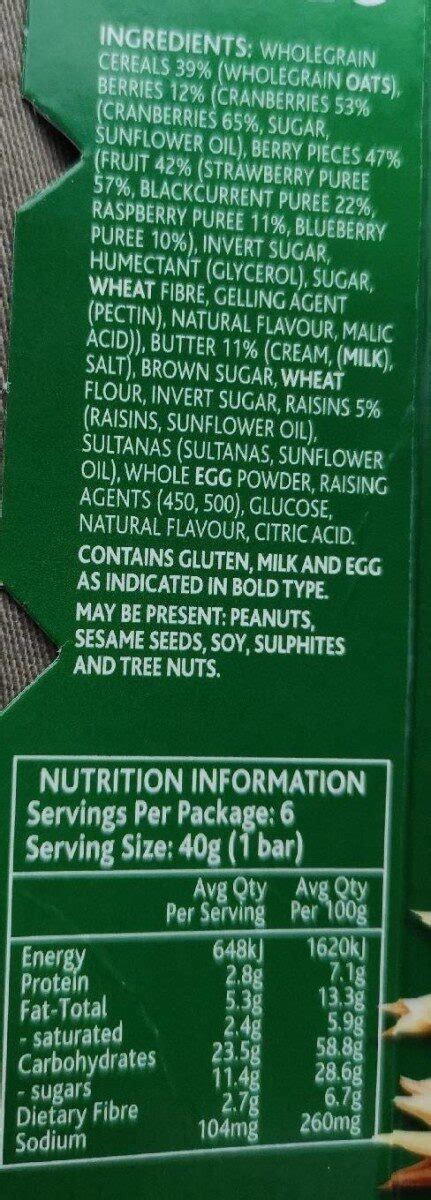 INGREDIENTS: WHOLEGRAIN
CEREALS 39% (WHOLEGRAIN OATS),
BERRIES 12% (CRANBERRIES 53%
(CRANBERRIES 65%, SUGAR,
SUNFLOWER OIL), BERRY PIECES 47%
(FRUIT 42% (STRAWBERRY PUREE
57%, BLACKCURRENT PUREE 22%,
RASPBERRY PUREE 11%, BLUEBERRY
PUREE 10%), INVERT SUGAR,
HUMECTANT (GLYCEROL), SUGAR,
WHEAT FIBRE, GELLING AGENT
(PECTIN), NATURAL FLAVOUR, MALIC
ACID)), BUTTER 11% (CREAM, (MILK),
SALT), BROWN SUGAR, WHEAT
FLOUR, INVERT SUGAR, RAISINS 5%
(RAISINS, SUNFLOWER OIL),
SULTANAS (SULTANAS, SUNFLOWER
OIL), WHOLE EGG POWDER, RAISING
AGENTS (450, 500), GLUCOSE,
NATURAL FLAVOUR, CITRIC ACID.
CONTAINS GLUTEN, MILK AND EGG
AS INDICATED IN BOLD TYPE.
MAY BE PRESENT: PEANUTS,
SESAME SEEDS, SOY, SULPHITES
AND TREE NUTS.
NUTRITION INFORMATION
Servings Per Package: 6
Serving Size: 40g (1 bar)
Avg Qty Avg Qty
Per Serving Per 100g
Energy 648kJ 1620kJ
Protein 2.8g 7.1g
Fat-Total 5.3g 13.3g
- saturated 2.4g 5.9g
Carbohydrates 23.5g 58.8g
- sugars 11.4g 28.6g
Dietary Fibre 2.7g 6.7g
Sodium 104mg 260mg